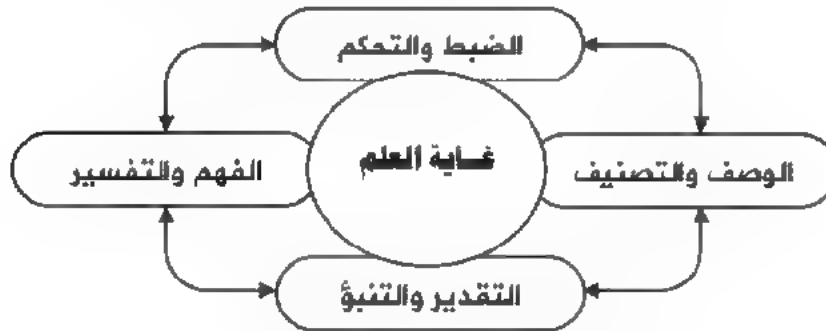 الضبط والتحكم
الوصف والتصنيف
غاية العلم
الفهم والتفسير
التقدير والتنبؤ